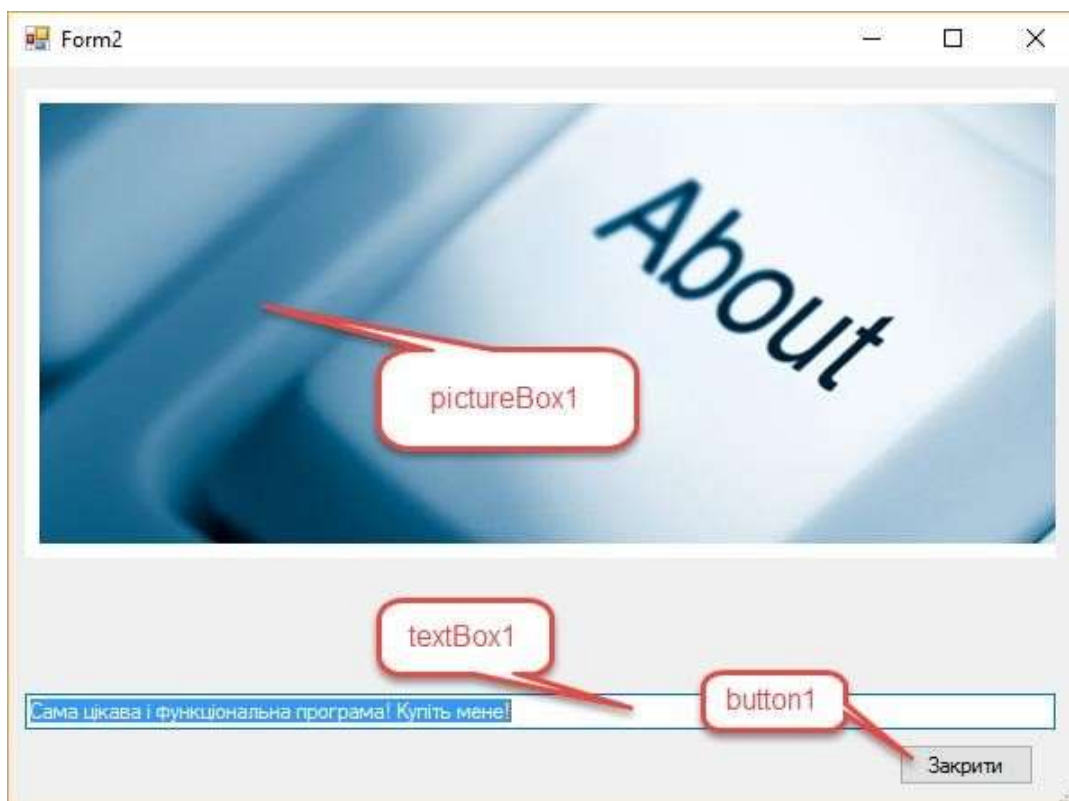 Form2
About
pictureBox1
textBox1
Сама цікава і функціональна програма! Купіть мене!
button1
Закрити